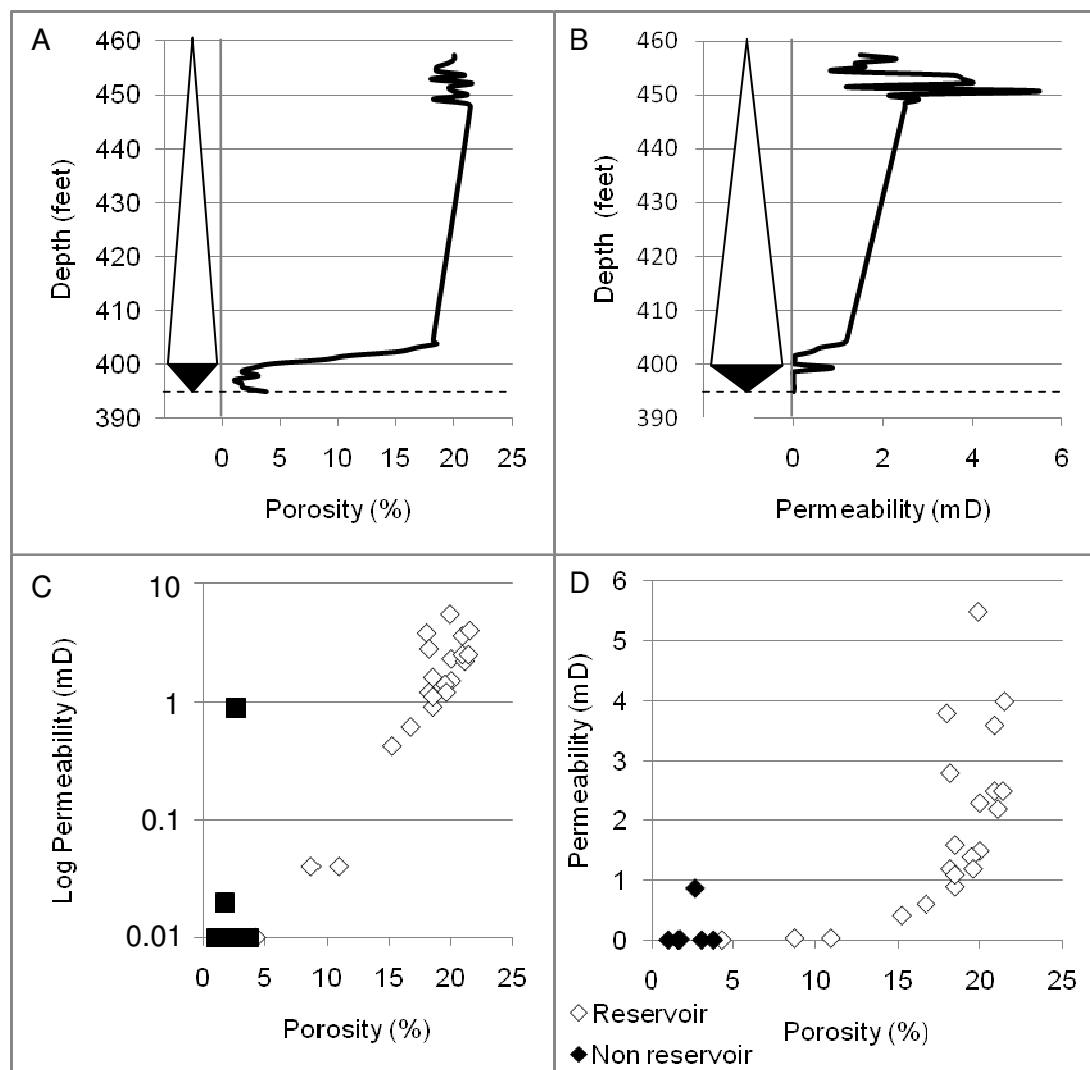 A
460
450
440
430
420
410
400
390
Depth (feet)
0 5 10 15 20 25
Porosity (%)
B
460
450
440
430
420
410
400
390
Depth (feet)
0 2 4 6
Permeability (mD)
C
10
1
0.1
0.01
Log Permeability (mD)
0 5 10 15 20 25
Porosity (%)
D
6
5
4
3
2
1
0
Permeability (mD)
0 5 10 15 20 25
Porosity (%)
Reservoir
Non reservoir